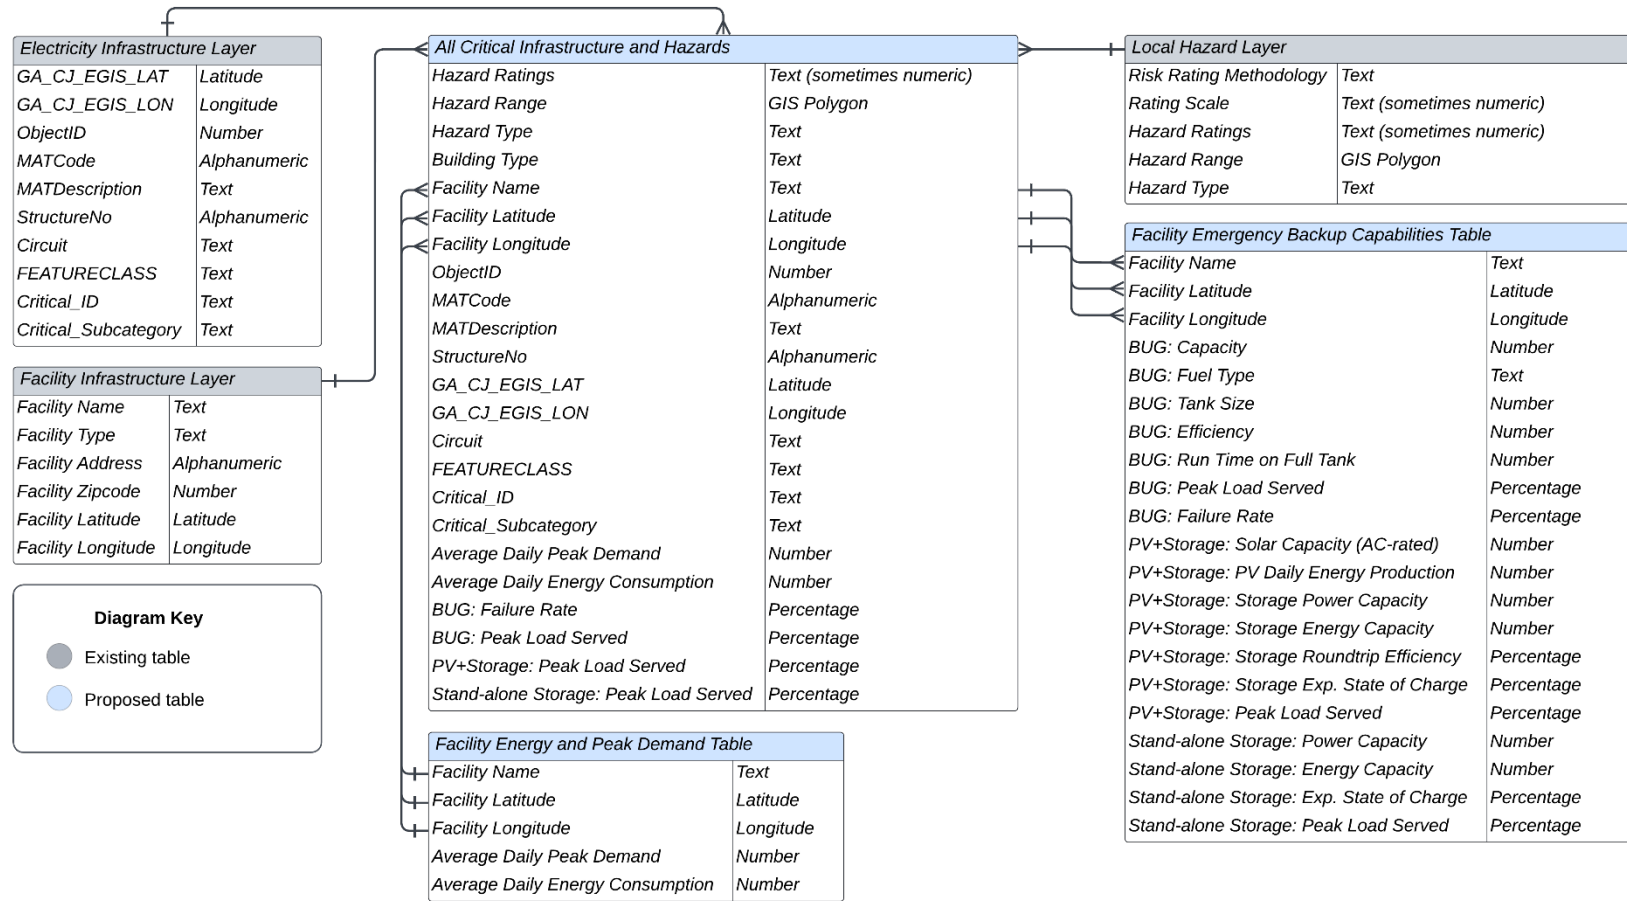 Electricity Infrastructure Layer
GA_CJ_EGIS_LAT Latitude
GA_CJ_EGIS_LON Longitude
ObjectID Number
MATCode Alphanumeric
MATDescription Text
StructureNo Alphanumeric
Circuit Text
FEATURECLASS Text
Critical_ID Text
Critical_Subcategory Text
Facility Infrastructure Layer
Facility Name Text
Facility Type Text
Facility Address Alphanumeric
Facility Zipcode Number
Facility Latitude Latitude
Facility Longitude Longitude
Diagram Key
Existing table
Proposed table
All Critical Infrastructure and Hazards
Hazard Ratings Text (sometimes numeric)
Hazard Range GIS Polygon
Hazard Type Text
Building Type Text
Facility Name Text
Facility Latitude Latitude
Facility Longitude Longitude
ObjectID Number
MATCode Alphanumeric
MATDescription Text
StructureNo Alphanumeric
GA_CJ_EGIS_LAT Latitude
GA_CJ_EGIS_LON Longitude
Circuit Text
FEATURECLASS Text
Critical_ID Text
Critical_Subcategory Text
Average Daily Peak Demand Number
Average Daily Energy Consumption Number
BUG: Failure Rate Percentage
BUG: Peak Load Served Percentage
PV+Storage: Peak Load Served Percentage
Stand-alone Storage: Peak Load Served Percentage
Facility Energy and Peak Demand Table
Facility Name Text
Facility Latitude Latitude
Facility Longitude Longitude
Average Daily Peak Demand Number
Average Daily Energy Consumption Number
Local Hazard Layer
Risk Rating Methodology Text
Rating Scale Text (sometimes numeric)
Hazard Ratings Text (sometimes numeric)
Hazard Range GIS Polygon
Hazard Type Text
Facility Emergency Backup Capabilities Table
Facility Name Text
Facility Latitude Latitude
Facility Longitude Longitude
BUG: Capacity Number
BUG: Fuel Type Text
BUG: Tank Size Number
BUG: Efficiency Number
BUG: Run Time on Full Tank Number
BUG: Peak Load Served Percentage
BUG: Failure Rate Percentage
PV+Storage: Solar Capacity (AC-rated) Number
PV+Storage: PV Daily Energy Production Number
PV+Storage: Storage Power Capacity Number
PV+Storage: Storage Energy Capacity Number
PV+Storage: Storage Roundtrip Efficiency Percentage
PV+Storage: Storage Exp. State of Charge Percentage
PV+Storage: Peak Load Served Percentage
Stand-alone Storage: Power Capacity Number
Stand-alone Storage: Energy Capacity Number
Stand-alone Storage: Exp. State of Charge Percentage
Stand-alone Storage: Peak Load Served Percentage